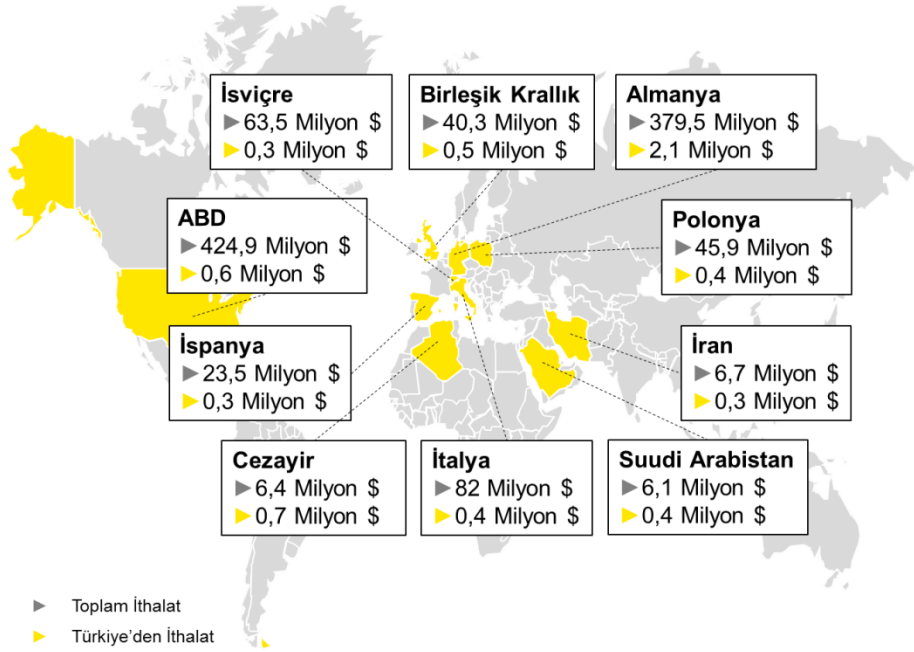 İsviçre
▶63,5 Milyon $
▶0,3 Milyon $
Birleşik Krallık
▶40,3 Milyon $
▶0,5 Milyon $
Almanya
▶379,5 Milyon $
▶2,1 Milyon $
ABD
▶424,9 Milyon $
▶0,6 Milyon $
Polonya
▶45,9 Milyon $
▶0,4 Milyon $
İspanya
▶23,5 Milyon $
▶0,3 Milyon $
İran
▶6,7 Milyon $
▶0,3 Milyon $
Cezayir
▶6,4 Milyon $
▶0,7 Milyon $
İtalya
▶82 Milyon $
▶0,4 Milyon $
Suudi Arabistan
▶6,1 Milyon $
▶0,4 Milyon $
▶ Toplam İthalat
▶ Türkiye’den İthalat